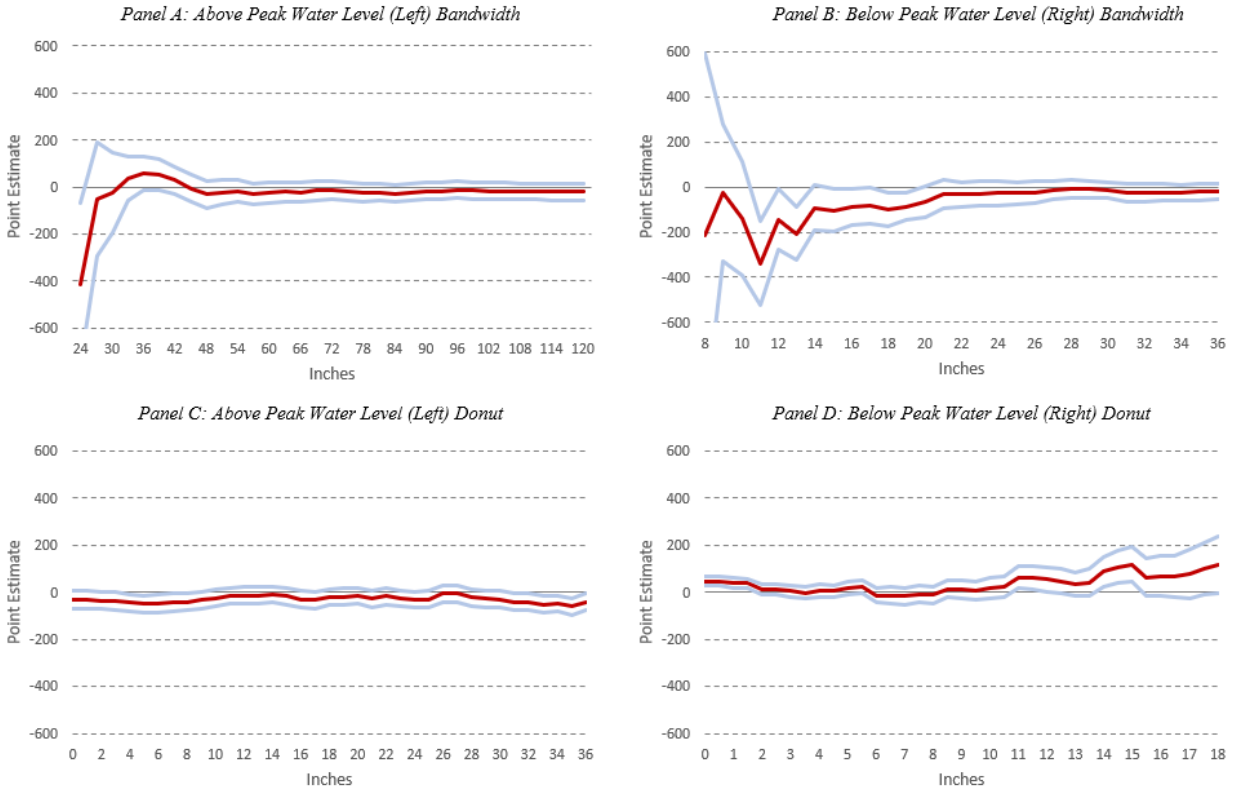 Panel A: Above Peak Water Level (Left) Bandwidth
600
400
200
0
-200
-400
-600
Point Estimate
24 30 36 42 48 54 60 66 72 78 84 90 96 102 108 114 120
Inches
Panel B: Below Peak Water Level (Right) Bandwidth
600
400
200
0
-200
-400
-600
Point Estimate
8 10 12 14 16 18 20 22 24 26 28 30 32 34 36
Inches
Panel C: Above Peak Water Level (Left) Donut
600
400
200
0
-200
-400
-600
Point Estimate
0 2 4 6 8 10 12 14 16 18 20 22 24 26 28 30 32 34 36
Inches
Panel D: Below Peak Water Level (Right) Donut
600
400
200
0
-200
-400
-600
Point Estimate
0 1 2 3 4 5 6 7 8 9 10 11 12 13 14 15 16 17 18
Inches